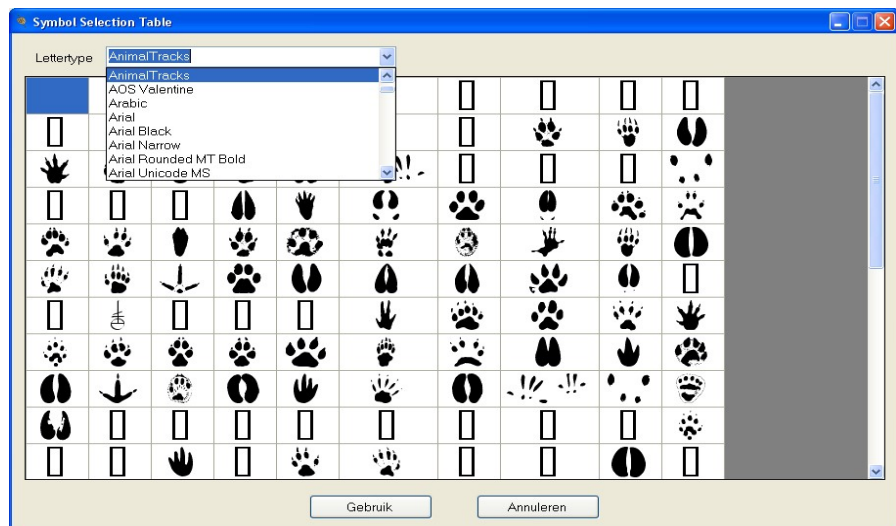 Symbol Selection Table
Lettertype AnimalTracks
AnimalTracks
AOS Valentine
Arabic
Arial
Arial Black
Arial Narrow
Arial Rounded MT Bold
Arial Unicode MS
Gebruik Annuleren